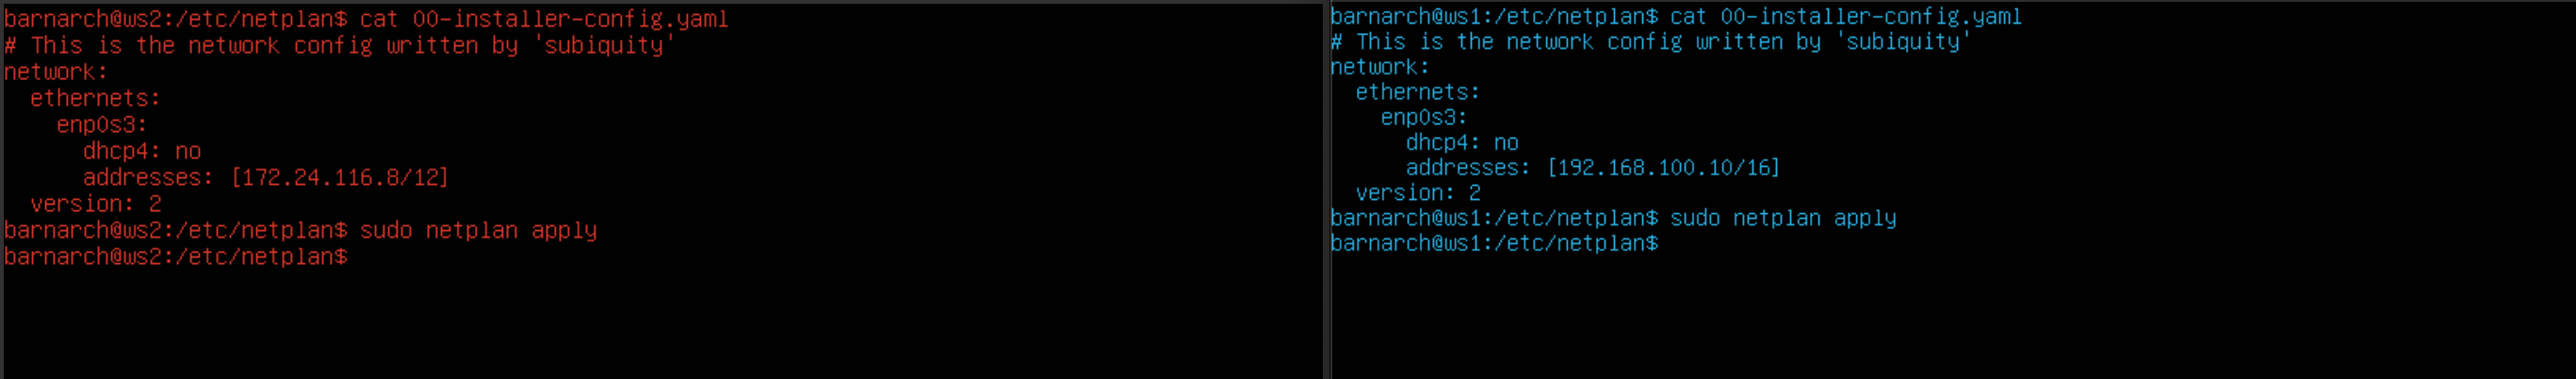 barnarch@ws2:/etc/netplan$ cat 00-installer-config.yaml
# This is the network config written by 'subiquity'
network:
  ethernets:
    enp0s3:
      dhcp4: no
      addresses: [172.24.116.8/12]
  version: 2
barnarch@ws2:/etc/netplan$ sudo netplan apply
barnarch@ws2:/etc/netplan$
barnarch@ws1:/etc/netplan$ cat 00-installer-config.yaml
# This is the network config written by 'subiquity'
network:
  ethernets:
    enp0s3:
      dhcp4: no
      addresses: [192.168.100.10/16]
  version: 2
barnarch@ws1:/etc/netplan$ sudo netplan apply
barnarch@ws1:/etc/netplan$